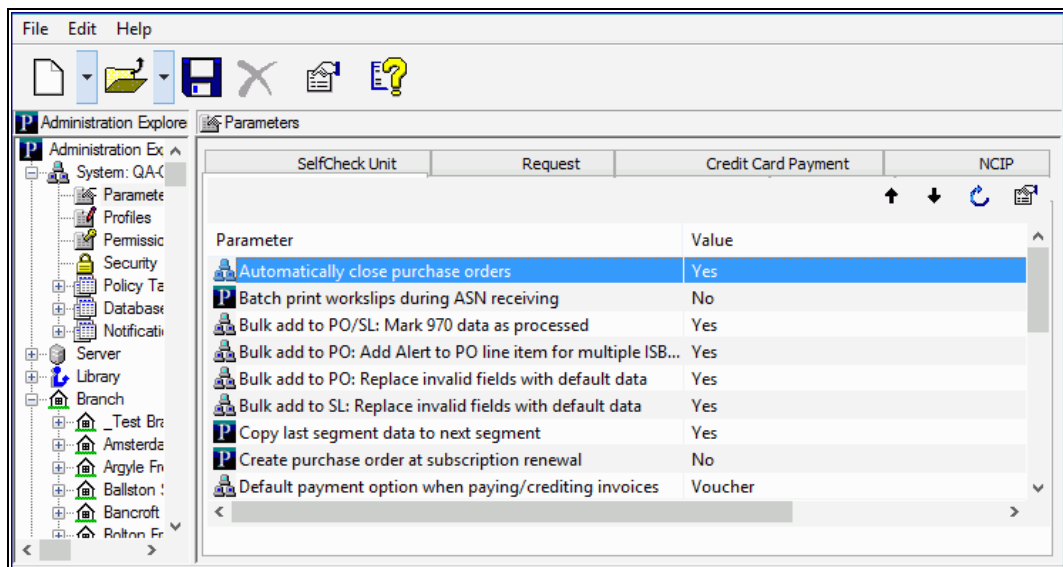 File Edit Help
Administration Explore
Parameters
Administration Ex
System: QA-C
Paramete
Profiles
Permissic
Security
Policy Ta
Database
Notificati
Server
Library
Branch
_Test Bra
Amsterda
Argyle Fr
Ballston
Bancroft
Bolton Fr
SelfCheck Unit Request Credit Card Payment NCIP
Parameter Value
Automatically close purchase orders Yes
Batch print workslips during ASN receiving No
Bulk add to PO/SL: Mark 970 data as processed Yes
Bulk add to PO: Add Alert to PO line item for multiple ISB... Yes
Bulk add to PO: Replace invalid fields with default data Yes
Bulk add to SL: Replace invalid fields with default data Yes
Copy last segment data to next segment Yes
Create purchase order at subscription renewal No
Default payment option when paying/crediting invoices Voucher